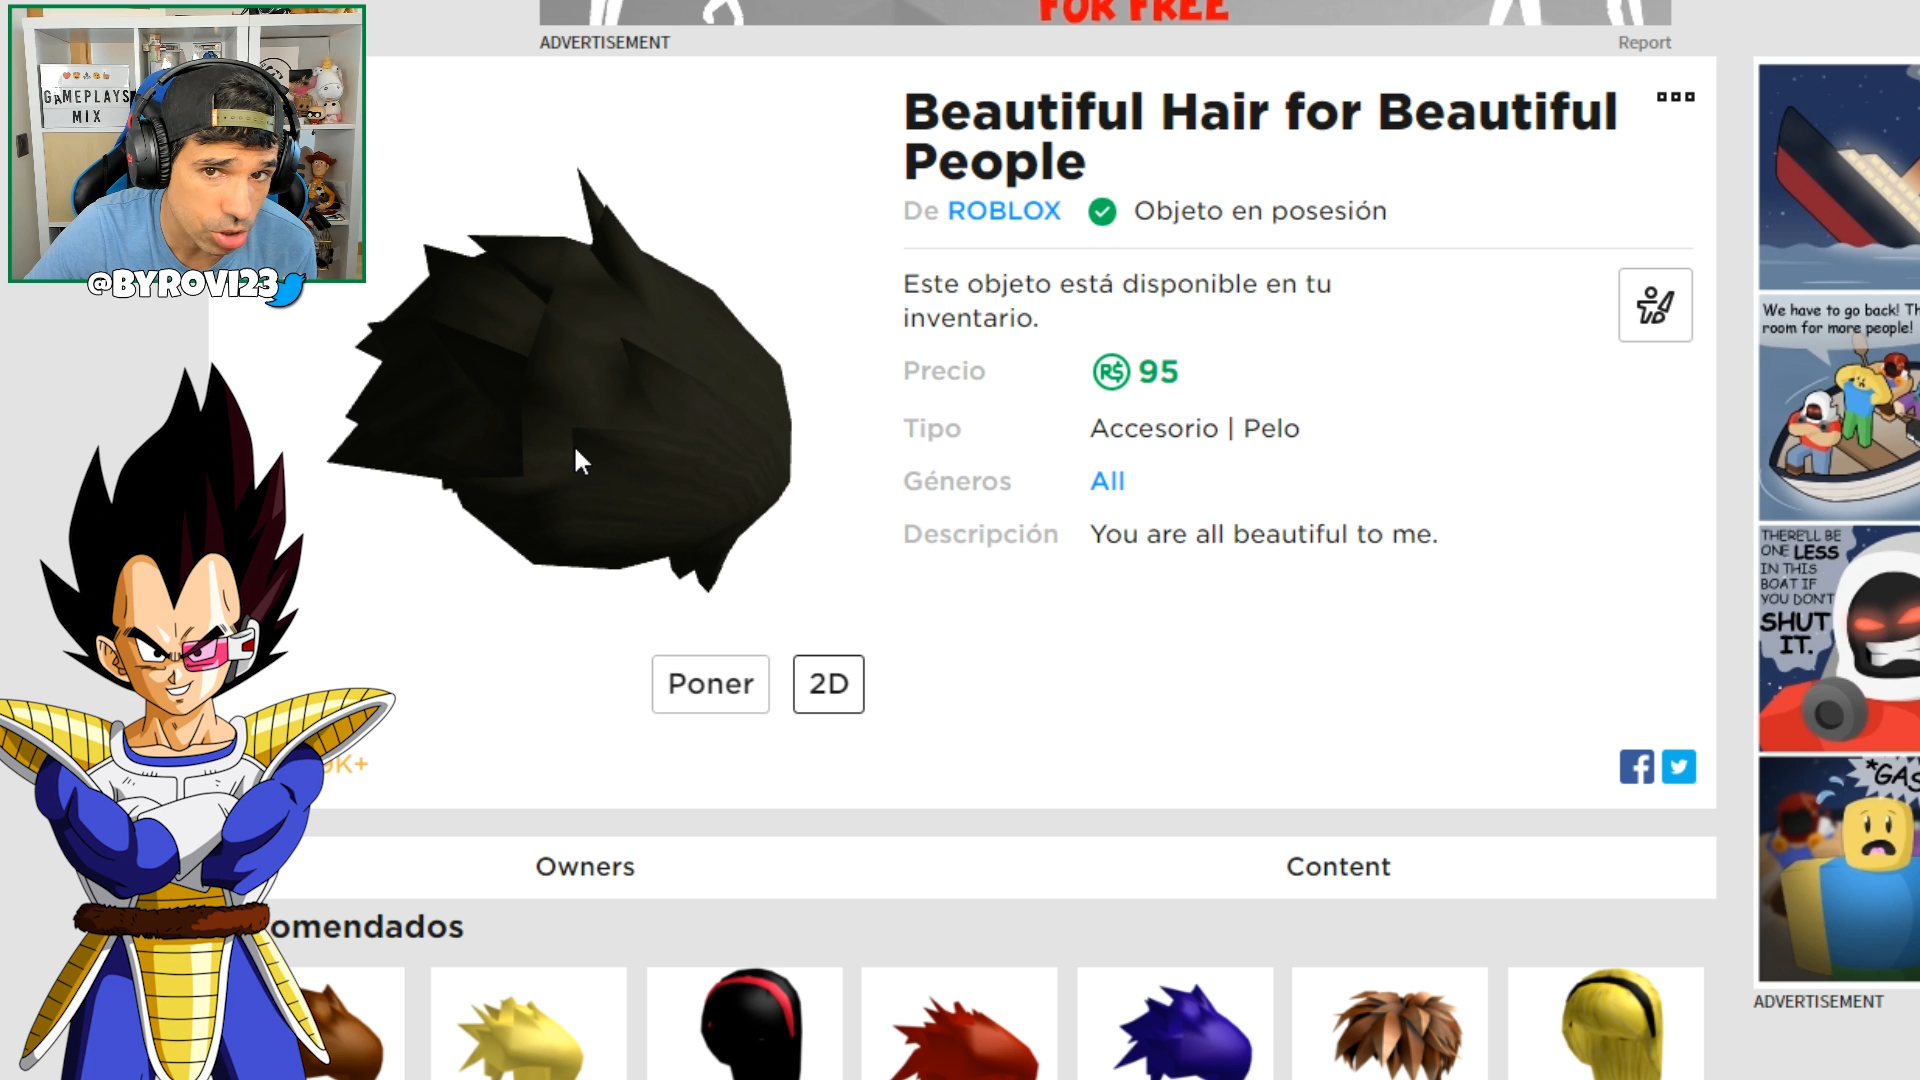 FOR FREE
ADVERTISEMENT
Report
GAMEPLAYS
MIX
@BYROVI23
Beautiful Hair for Beautiful
People
De ROBLOX
Objeto en posesión
Este objeto está disponible en tu
inventario.
Precio
R$ 95
Tipo
Accesorio | Pelo
Géneros
All
Descripción
You are all beautiful to me.
Poner
2D
K+
Owners
Content
omendados
We have to go back!
room for more people!
THERE'LL BE
ONE LESS
IN THIS
BOAT IF
YOU DON'T
SHUT
IT.
*GAS
ADVERTISEMENT